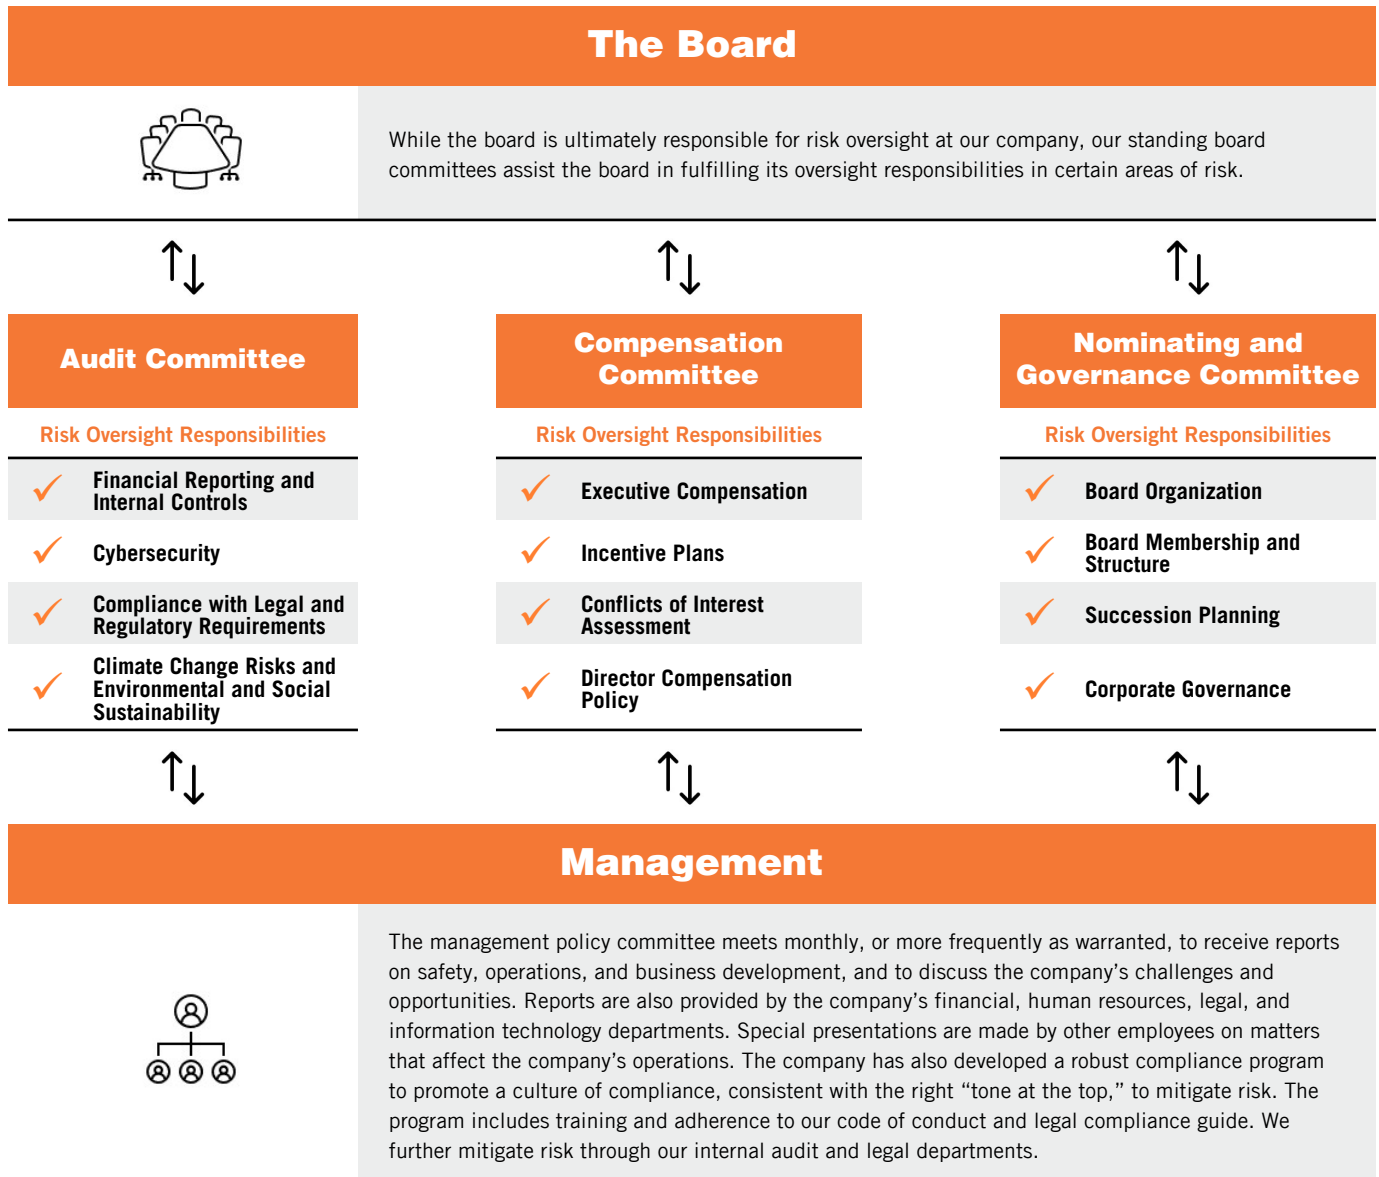 The Board
While the board is ultimately responsible for risk oversight at our company, our standing board
committees assist the board in fulfilling its oversight responsibilities in certain areas of risk.
Audit Committee
Risk Oversight Responsibilities
Financial Reporting and
Internal Controls
Cybersecurity
Compliance with Legal and
Regulatory Requirements
Climate Change Risks and
Environmental and Social
Sustainability
Compensation
Committee
Risk Oversight Responsibilities
Executive Compensation
Incentive Plans
Conflicts of Interest
Assessment
Director Compensation
Policy
Nominating and
Governance Committee
Risk Oversight Responsibilities
Board Organization
Board Membership and
Structure
Succession Planning
Corporate Governance
Management
The management policy committee meets monthly, or more frequently as warranted, to receive reports
on safety, operations, and business development, and to discuss the company’s challenges and
opportunities. Reports are also provided by the company’s financial, human resources, legal, and
information technology departments. Special presentations are made by other employees on matters
that affect the company’s operations. The company has also developed a robust compliance program
to promote a culture of compliance, consistent with the right “tone at the top,” to mitigate risk. The
program includes training and adherence to our code of conduct and legal compliance guide. We
further mitigate risk through our internal audit and legal departments.